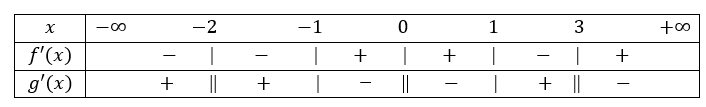 x −∞ −2 −1 0 1 3 +∞
f′(x) − | − | + | + | − | +
g′(x) + || + | − || − | + || −